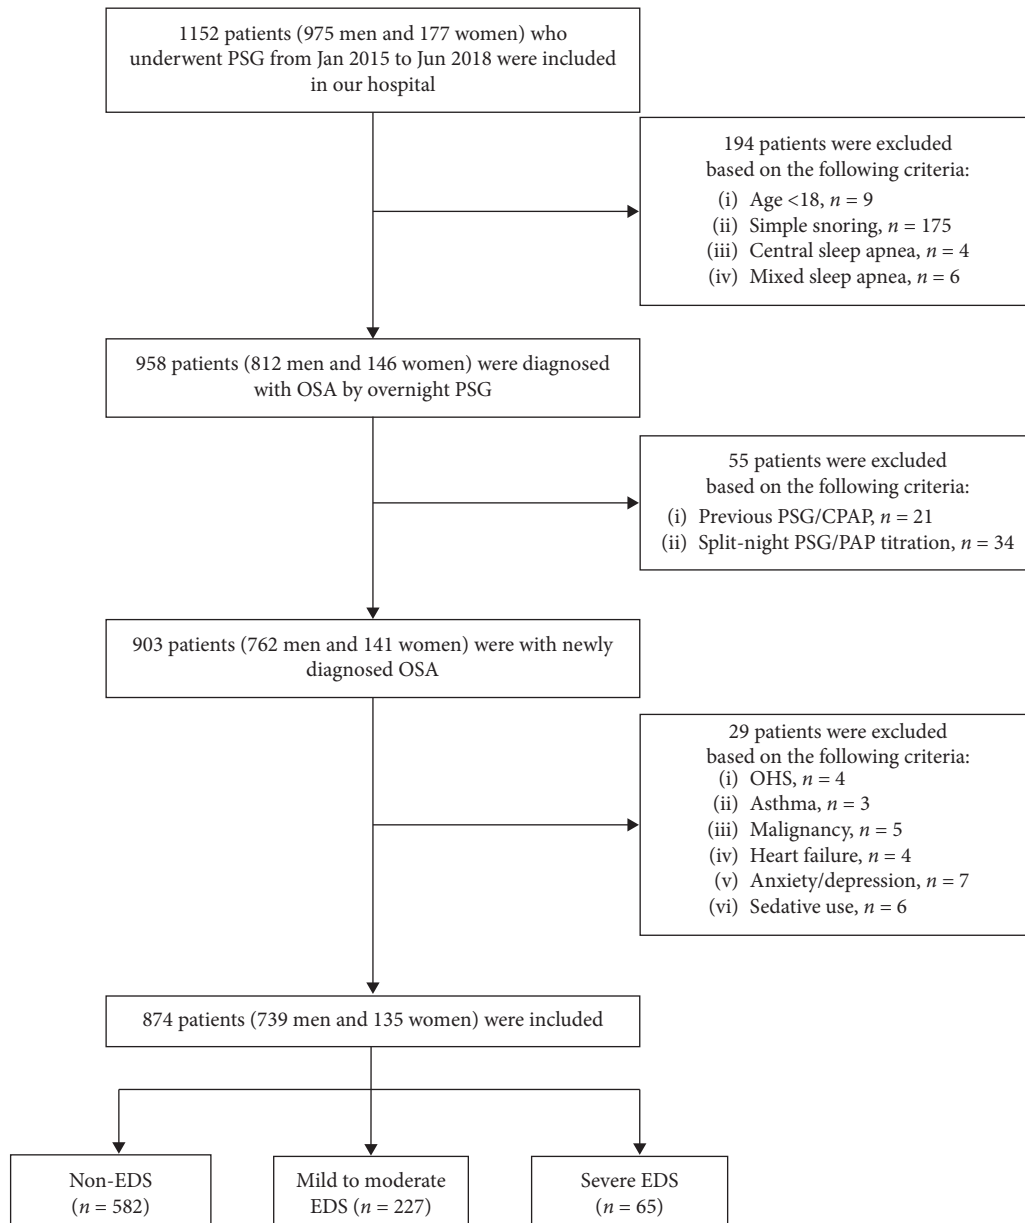 1152 patients (975 men and 177 women) who
underwent PSG from Jan 2015 to Jun 2018 were included
in our hospital
194 patients were excluded
based on the following criteria:
(i) Age <18, n = 9
(ii) Simple snoring, n = 175
(iii) Central sleep apnea, n = 4
(iv) Mixed sleep apnea, n = 6
958 patients (812 men and 146 women) were diagnosed
with OSA by overnight PSG
55 patients were excluded
based on the following criteria:
(i) Previous PSG/CPAP, n = 21
(ii) Split-night PSG/PAP titration, n = 34
903 patients (762 men and 141 women) were with newly
diagnosed OSA
29 patients were excluded
based on the following criteria:
(i) OHS, n = 4
(ii) Asthma, n = 3
(iii) Malignancy, n = 5
(iv) Heart failure, n = 4
(v) Anxiety/depression, n = 7
(vi) Sedative use, n = 6
874 patients (739 men and 135 women) were included
Non-EDS
(n = 582)
Mild to moderate
EDS (n = 227)
Severe EDS
(n = 65)